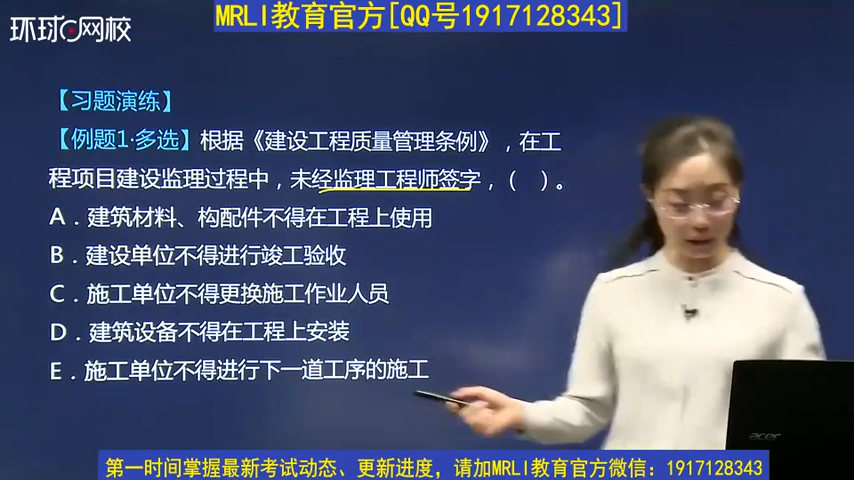 MRLI教育官方[QQ号1917128343]
环球网校
【习题演练】
【例题1·多选】根据《建设工程质量管理条例》，在工
程项目建设监理过程中，未经监理工程师签字，（　）。
A．建筑材料、构配件不得在工程上使用
B．建设单位不得进行竣工验收
C．施工单位不得更换施工作业人员
D．建筑设备不得在工程上安装
E．施工单位不得进行下一道工序的施工
acer
第一时间掌握最新考试动态、更新进度，请加MRLI教育官方微信：1917128343